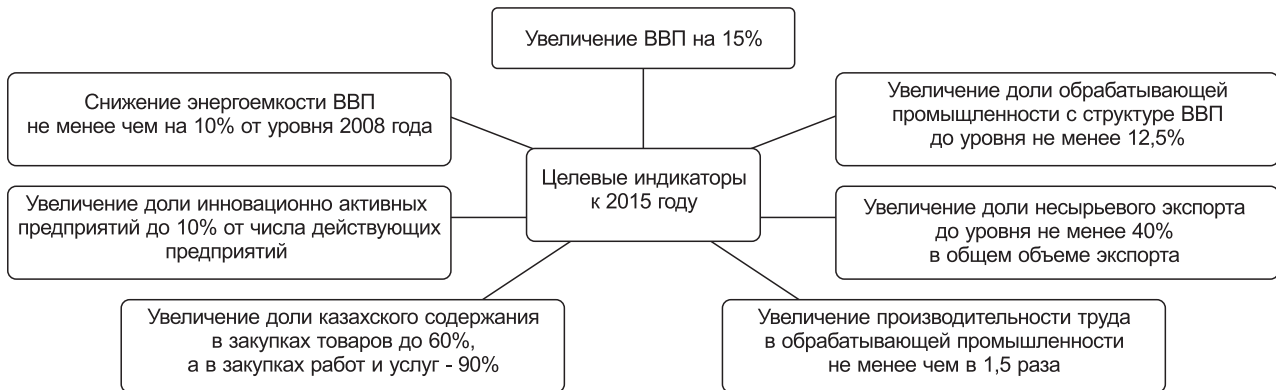 Увеличение ВВП на 15%
Снижение энергоемкости ВВП
не менее чем на 10% от уровня 2008 года
Увеличение доли обрабатывающей
промыщленности с структуре ВВП
до уровня не менее 12,5%
Целевые индикаторы
к 2015 году
Увеличение доли инновационно активных
предприятий до 10% от числа действующих
предприятий
Увеличение доли несырьевого экспорта
до уровня не менее 40%
в общем объеме экспорта
Увеличение доли казахского содержания
в закупках товаров до 60%,
а в закупках работ и услуг - 90%
Увеличение производительности труда
в обрабатывающей промышленности
не менее чем в 1,5 раза